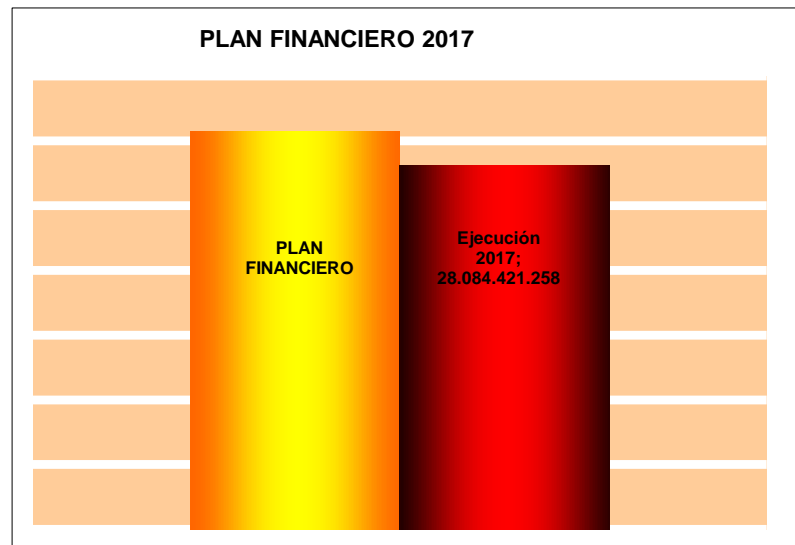 PLAN FINANCIERO 2017
PLAN
FINANCIERO
Ejecución
2017;
28.084.421.258